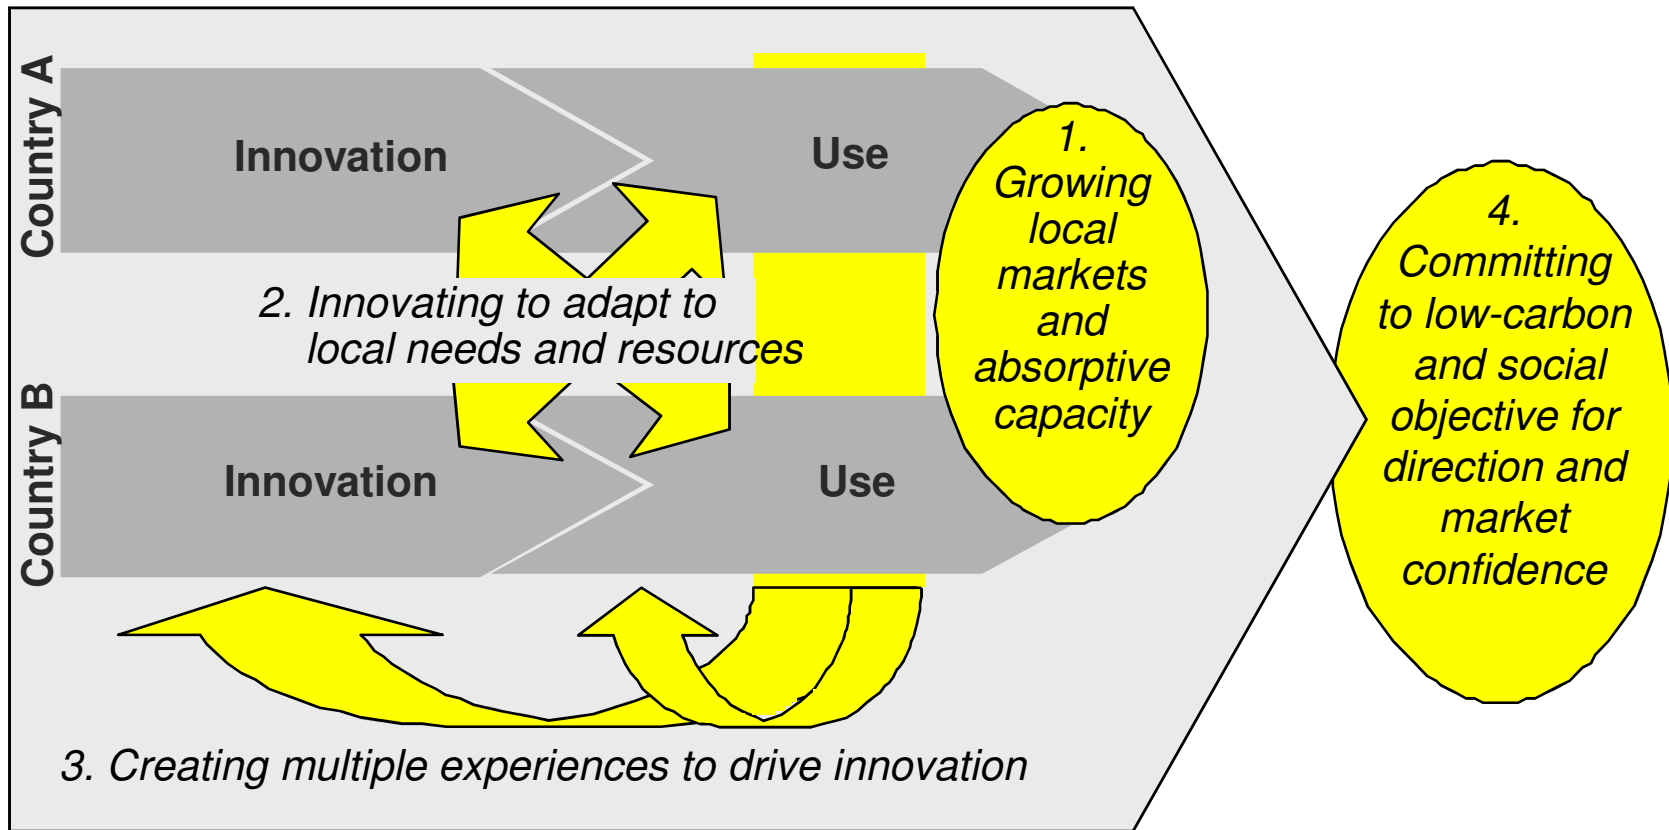 Country A
Innovation
Use
1.
Growing
local
markets
and
absorptive
capacity
2. Innovating to adapt to
local needs and resources
Country B
Innovation
Use
3. Creating multiple experiences to drive innovation
4.
Committing
to low-carbon
and social
objective for
direction and
market
confidence